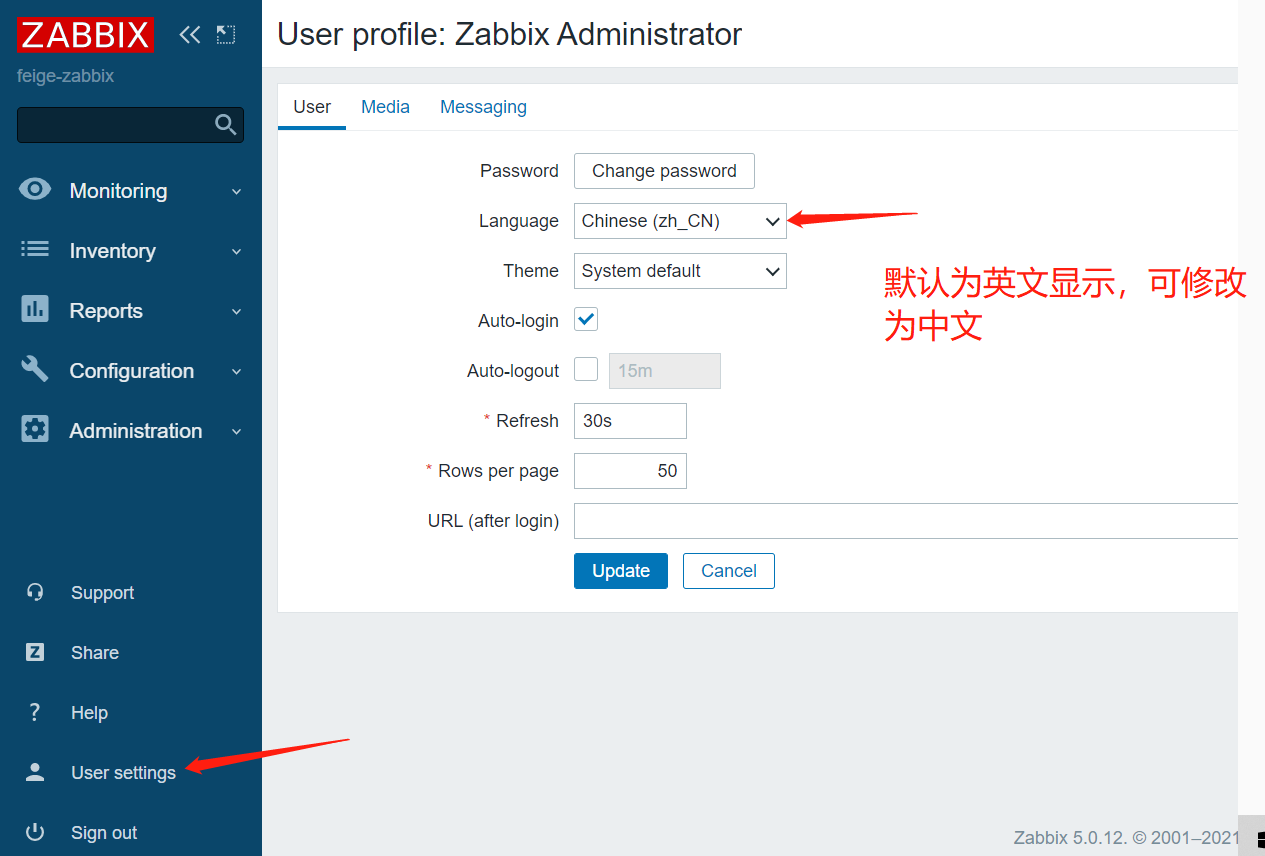 ZABBIX
feige-zabbix
Monitoring
Inventory
Reports
Configuration
Administration
Support
Share
Help
User settings
Sign out
User profile: Zabbix Administrator
User Media Messaging
Password Change password
Language Chinese (zh_CN)
Theme System default
Auto-login
Auto-logout 15m
* Refresh 30s
* Rows per page 50
URL (after login)
Update Cancel
默认为英文显示，可修改
为中文
Zabbix 5.0.12. © 2001–2021